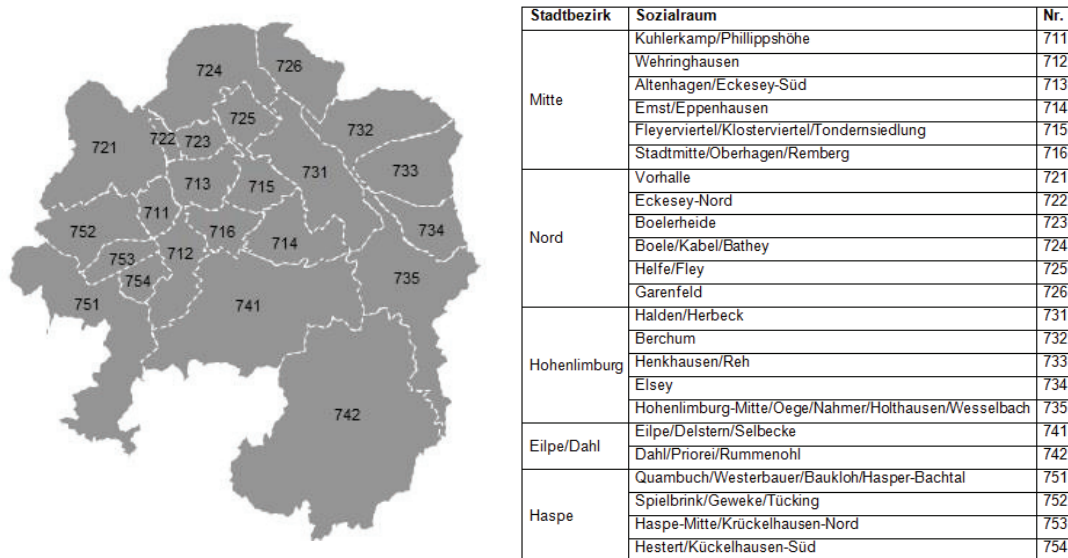 724
726
725
732
722
723
721
731
733
713
715
711
752
716
734
714
753
712
754
735
751
741
742
Stadtbezirk Sozialraum Nr.
Mitte
Kuhlerkamp/Phillippshöhe 711
Wehringhausen 712
Altenhagen/Eckesey-Süd 713
Emst/Eppenhausen 714
Fleyerviertel/Klosterviertel/Tondernsiedlung 715
Stadtmitte/Oberhagen/Remberg 716
Nord
Vorhalle 721
Eckesey-Nord 722
Boelerheide 723
Boele/Kabel/Bathey 724
Helfe/Fley 725
Garenfeld 726
Hohenlimburg
Halden/Herbeck 731
Berchum 732
Henkhausen/Reh 733
Elsey 734
Hohenlimburg-Mitte/Oege/Nahmer/Holthausen/Wesselbach 735
Eilpe/Dahl
Eilpe/Delstern/Selbecke 741
Dahl/Priorei/Rummenohl 742
Haspe
Quambuch/Westerbauer/Baukloh/Hasper-Bachtal 751
Spielbrink/Geweke/Tücking 752
Haspe-Mitte/Krückelhausen-Nord 753
Hestert/Kückelhausen-Süd 754